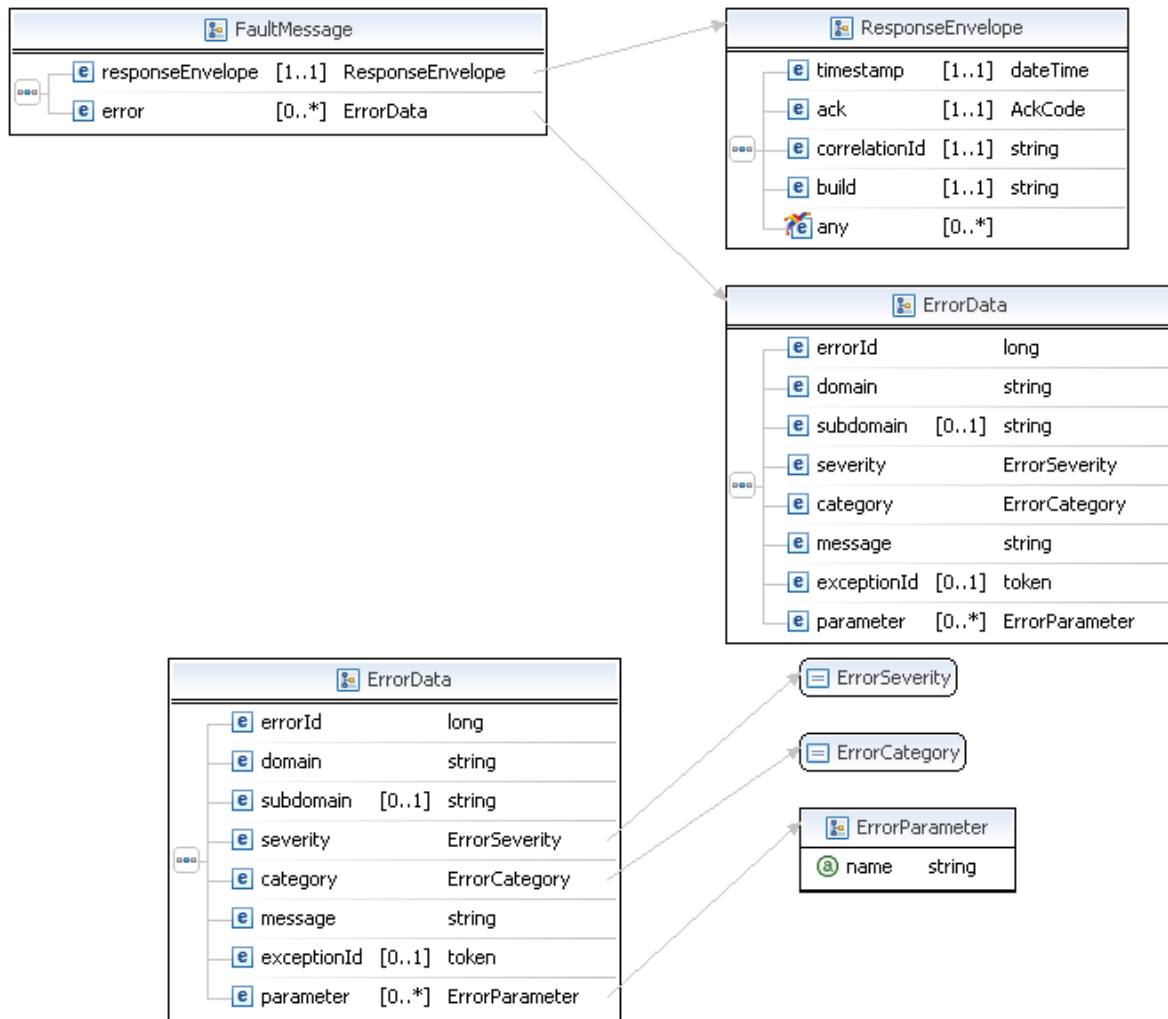 FaultMessage
e responseEnvelope [1..1] ResponseEnvelope
e error [0..*] ErrorData
ResponseEnvelope
e timestamp [1..1] dateTime
e ack [1..1] AckCode
e correlationId [1..1] string
e build [1..1] string
e any [0..*]
ErrorData
e errorId long
e domain string
e subdomain [0..1] string
e severity ErrorSeverity
e category ErrorCategory
e message string
e exceptionId [0..1] token
e parameter [0..*] ErrorParameter
ErrorData
e errorId long
e domain string
e subdomain [0..1] string
e severity ErrorSeverity
e category ErrorCategory
e message string
e exceptionId [0..1] token
e parameter [0..*] ErrorParameter
ErrorSeverity
ErrorCategory
ErrorParameter
a name string